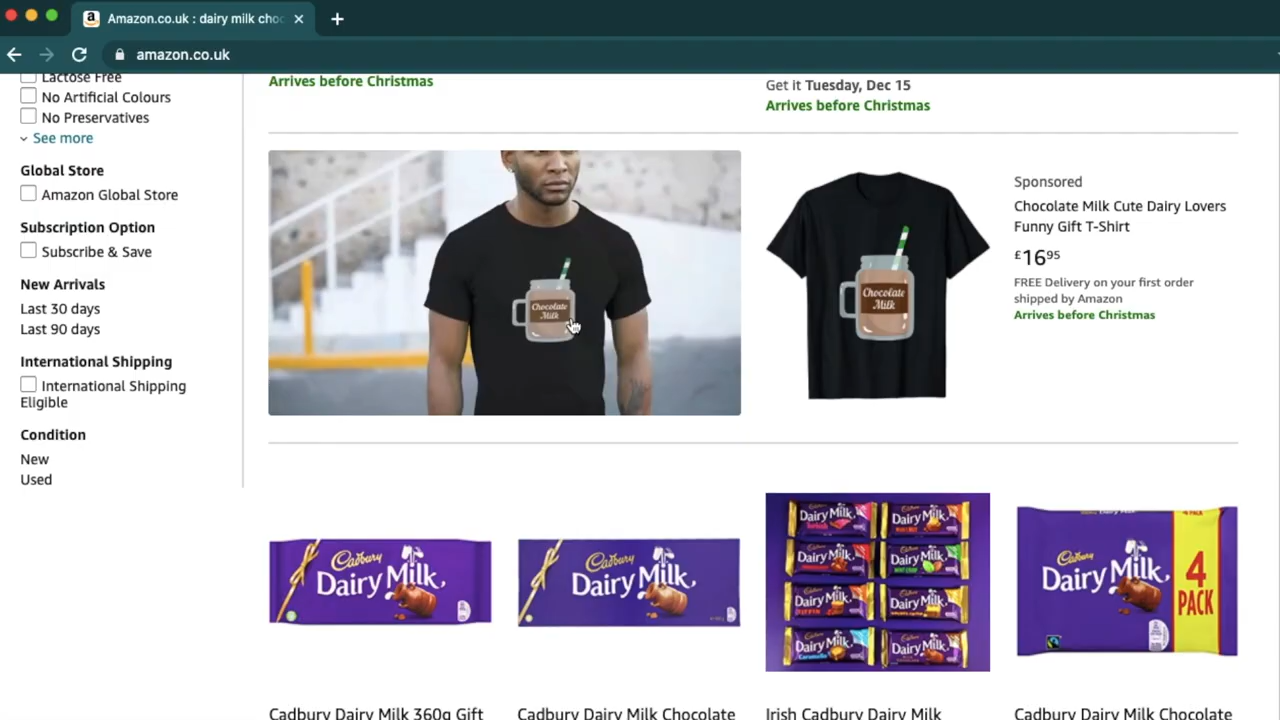 Amazon.co.uk : dairy milk choc
amazon.co.uk
Lactose Free
No Artificial Colours
No Preservatives
See more
Global Store
Amazon Global Store
Subscription Option
Subscribe & Save
New Arrivals
Last 30 days
Last 90 days
International Shipping
International Shipping
Eligible
Condition
New
Used
Arrives before Christmas
Get it Tuesday, Dec 15
Arrives before Christmas
Chocolate
Milk
Chocolate
Milk
Sponsored
Chocolate Milk Cute Dairy Lovers
Funny Gift T-Shirt
£1695
FREE Delivery on your first order
shipped by Amazon
Arrives before Christmas
Cadbury
Dairy Milk
Cadbury
Dairy Milk
Dairy Milk
Dairy Milk
Dairy Milk
Dairy Milk
Dairy Milk
Dairy Milk
Dairy Milk
Caramello
Dairy Milk
Cadbury
Dairy Milk
4
PACK
Cadbury Dairy Milk 360g Gift
Cadbury Dairy Milk Chocolate
Irish Cadbury Dairy Milk
Cadbury Dairy Milk Chocolate